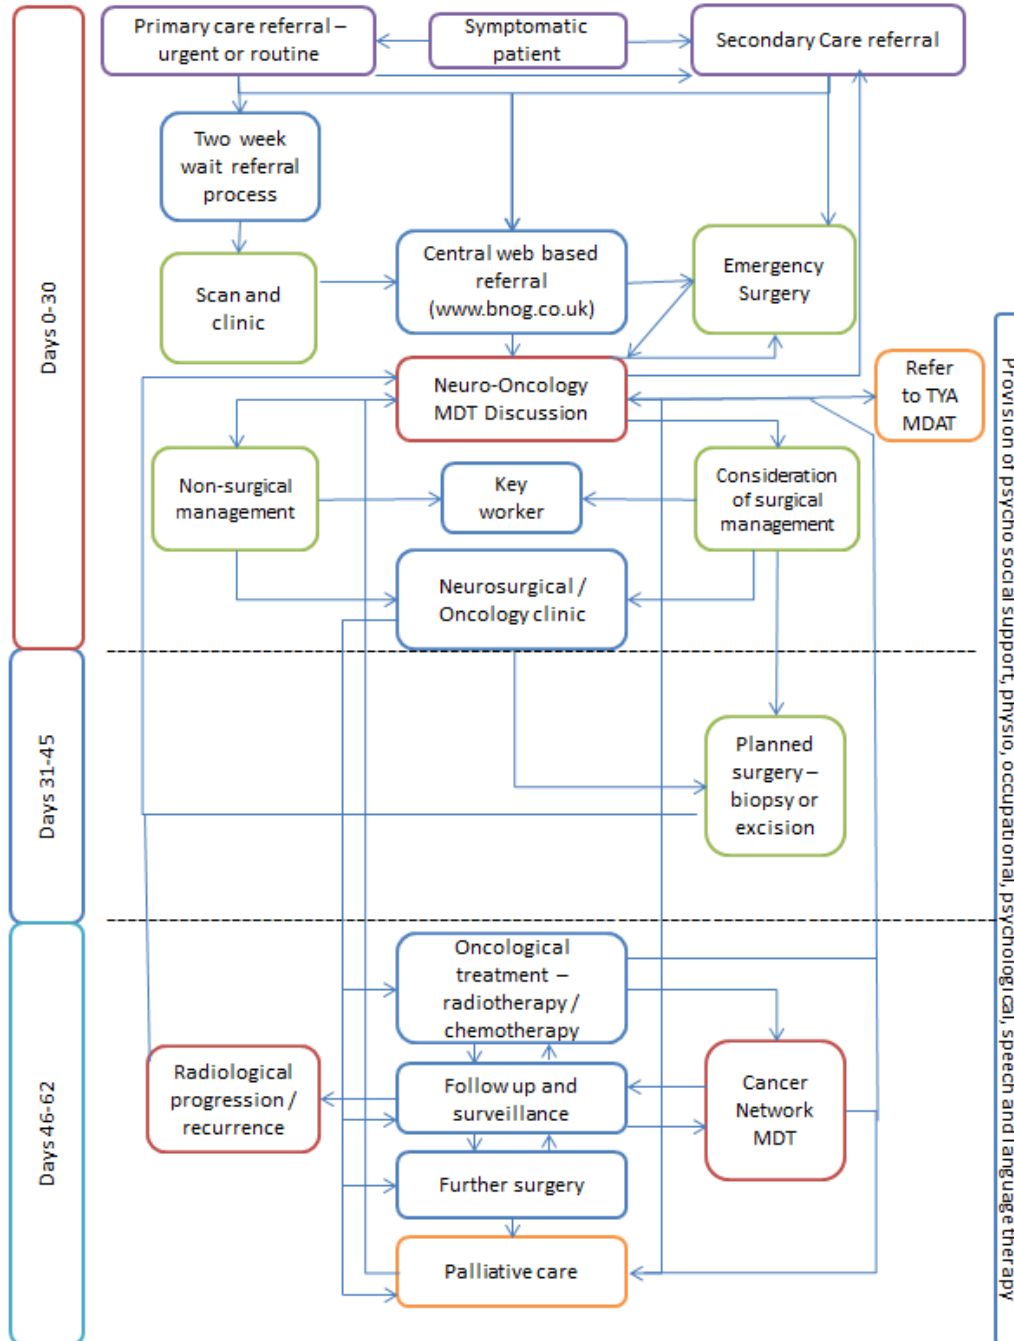 Primary care referral –
urgent or routine
Symptomatic
patient
Secondary Care referral
Two week
wait referral
process
Days 0-30
Scan and
clinic
Central web based
referral
(www.bnog.co.uk)
Emergency
Surgery
Neuro-Oncology
MDT Discussion
Refer
to TYA
MDAT
Non-surgical
management
Key
worker
Consideration
of surgical
management
Neurosurgical /
Oncology clinic
Days 31-45
Planned
surgery –
biopsy or
excision
Days 46-62
Oncological
treatment –
radiotherapy /
chemotherapy
Radiological
progression /
recurrence
Follow up and
surveillance
Cancer
Network
MDT
Further surgery
Palliative care
Provision of psycho social support, physio, occupational, psychological, speech and language therapy